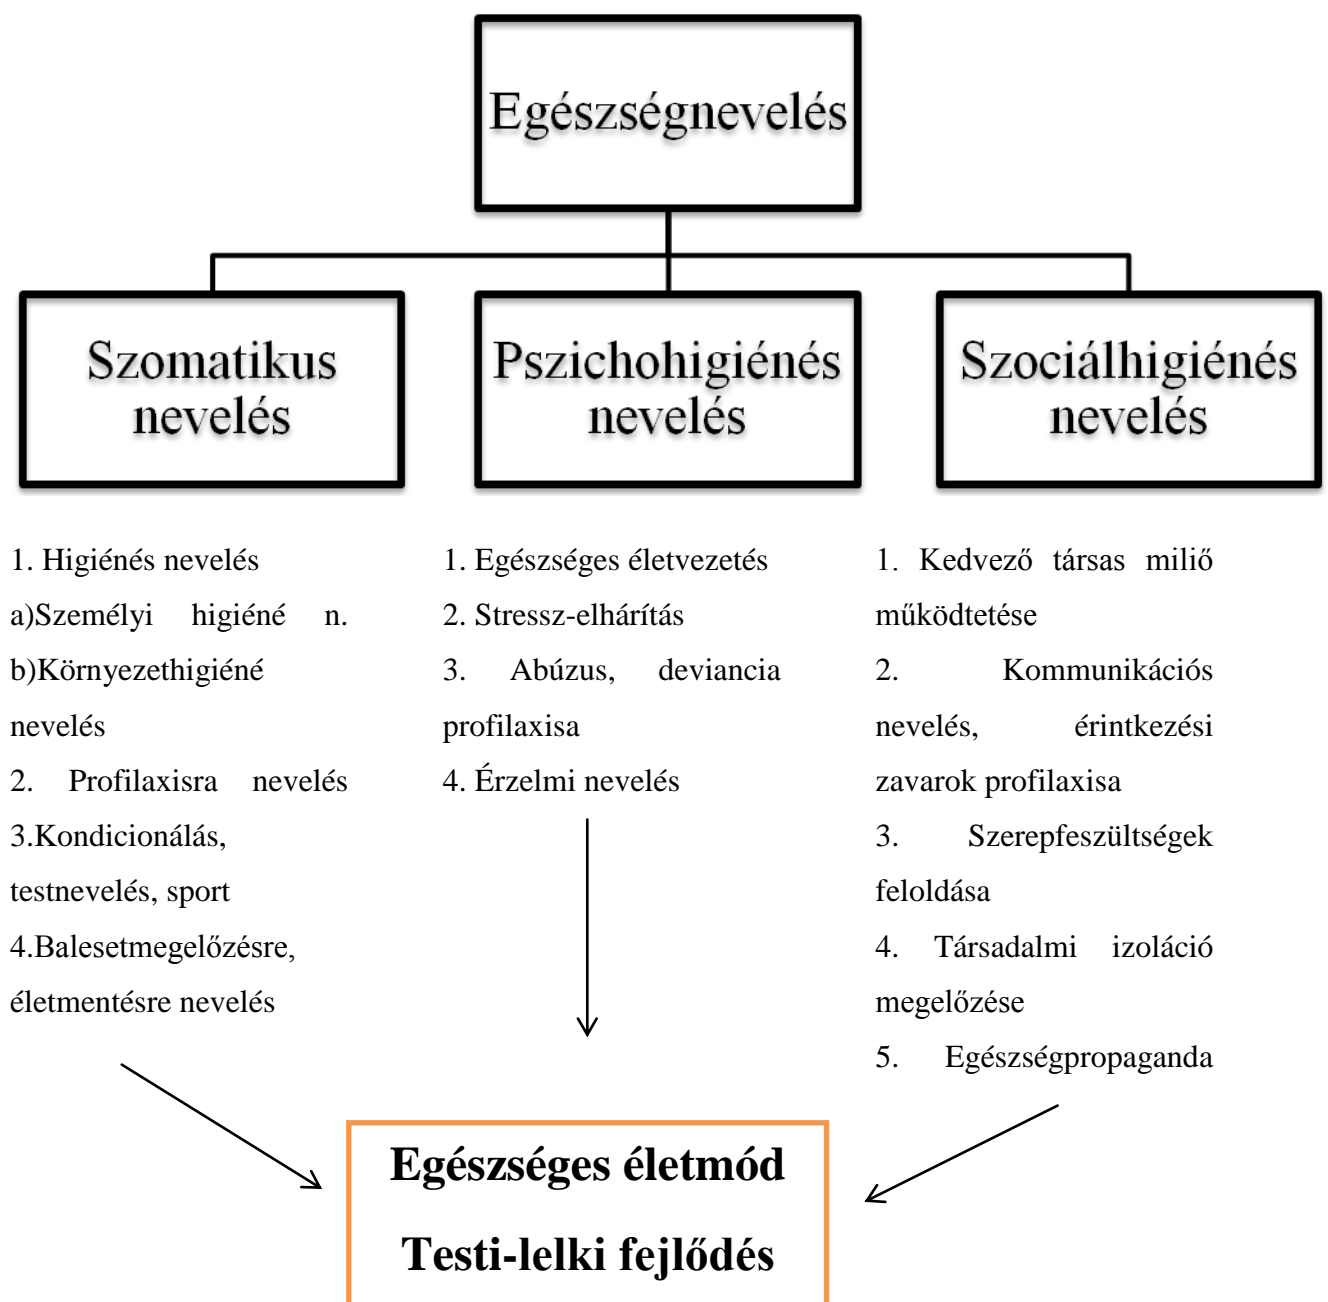 Egészségnevelés
Szomatikus
nevelés
Pszichohigiénés
nevelés
Szociálhigiénés
nevelés
1. Higiénés nevelés
a)Személyi higiéné n.
b)Környezethigiéné
nevelés
2. Profilaxisra nevelés
3.Kondicionálás,
testnevelés, sport
4.Balesetmegelőzésre,
életmentésre nevelés
1. Egészséges életvezetés
2. Stressz-elhárítás
3. Abúzus, deviancia
profilaxisa
4. Érzelmi nevelés
1. Kedvező társas miliő
működtetése
2. Kommunikációs
nevelés, érintkezési
zavarok profilaxisa
3. Szerepfeszültségek
feloldása
4. Társadalmi izoláció
megelőzése
5. Egészségpropaganda
Egészséges életmód
Testi-lelki fejlődés